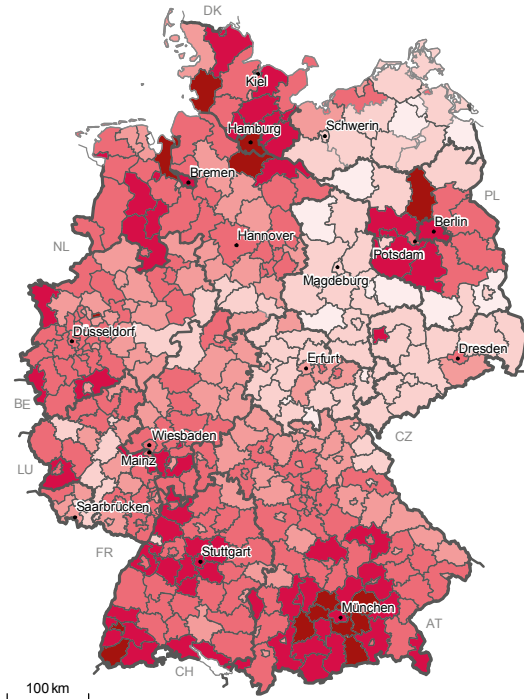 DK
Kiel
Hamburg
Schwerin
Bremen
PL
Berlin
Hannover
NL
Potsdam
Magdeburg
Düsseldorf
Erfurt
Dresden
BE
CZ
Wiesbaden
LU
Mainz
Saarbrücken
FR
Stuttgart
München
AT
CH
100 km